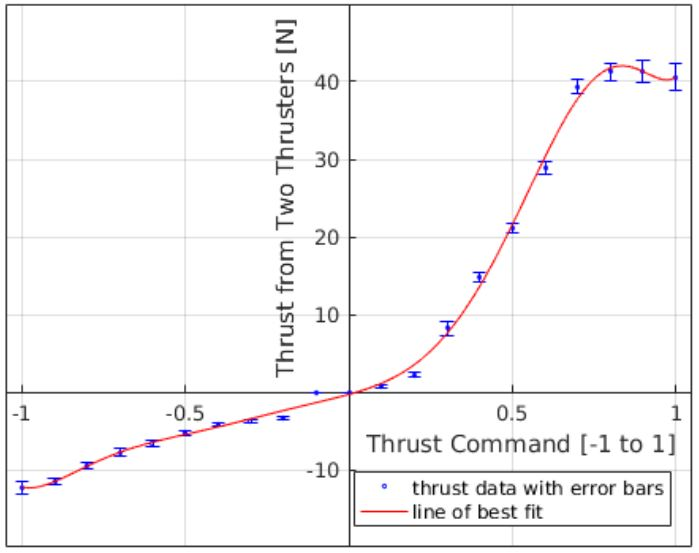 Thrust from Two Thrusters [N]
40
30
20
10
-10
-1
-0.5
0.5
1
Thrust Command [-1 to 1]
thrust data with error bars
line of best fit